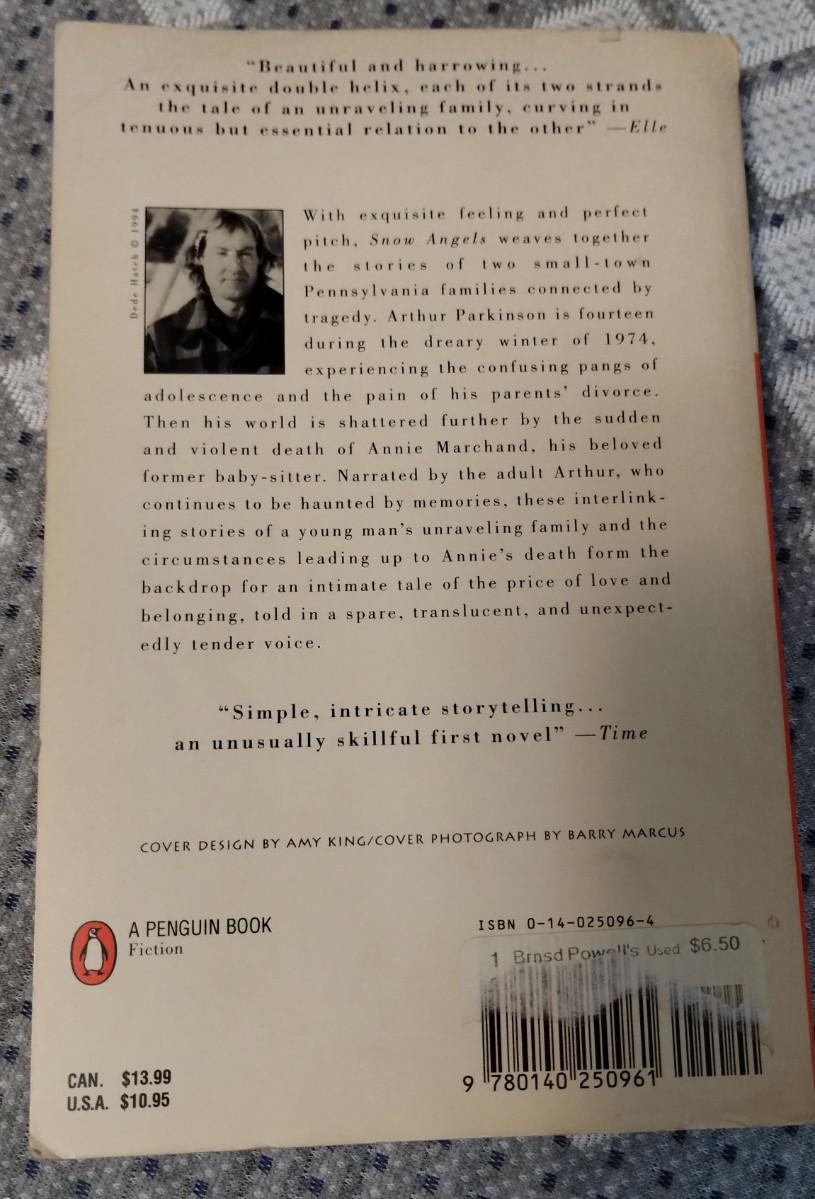 “Beautiful and harrowing...
An exquisite double helix, each of its two strands
the tale of an unraveling family, curving in
tenuous but essential relation to the other” —Elle
Dede Hatch © 1994
With exquisite feeling and perfect
pitch, Snow Angels weaves together
the stories of two small-town
Pennsylvania families connected by
tragedy. Arthur Parkinson is fourteen
during the dreary winter of 1974,
experiencing the confusing pangs of
adolescence and the pain of his parents’ divorce.
Then his world is shattered further by the sudden
and violent death of Annie Marchand, his beloved
former baby-sitter. Narrated by the adult Arthur, who
continues to be haunted by memories, these interlink-
ing stories of a young man’s unraveling family and the
circumstances leading up to Annie’s death form the
backdrop for an intimate tale of the price of love and
belonging, told in a spare, translucent, and unexpect-
edly tender voice.
“Simple, intricate storytelling...
an unusually skillful first novel” —Time
COVER DESIGN BY AMY KING/COVER PHOTOGRAPH BY BARRY MARCUS
A PENGUIN BOOK
Fiction
CAN. $13.99
U.S.A. $10.95
ISBN 0-14-025096-4
1 Brnsd Powell's Used $6.50
9 780140 250961